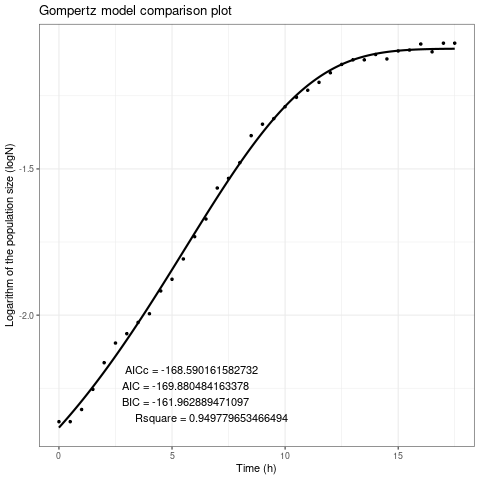 Gompertz model comparison plot
Logarithm of the population size (logN)
-1.5
-2.0
AICc = -168.590161582732
AIC = -169.880484163378
BIC = -161.962889471097
Rsquare = 0.949779653466494
0 5 10 15
Time (h)